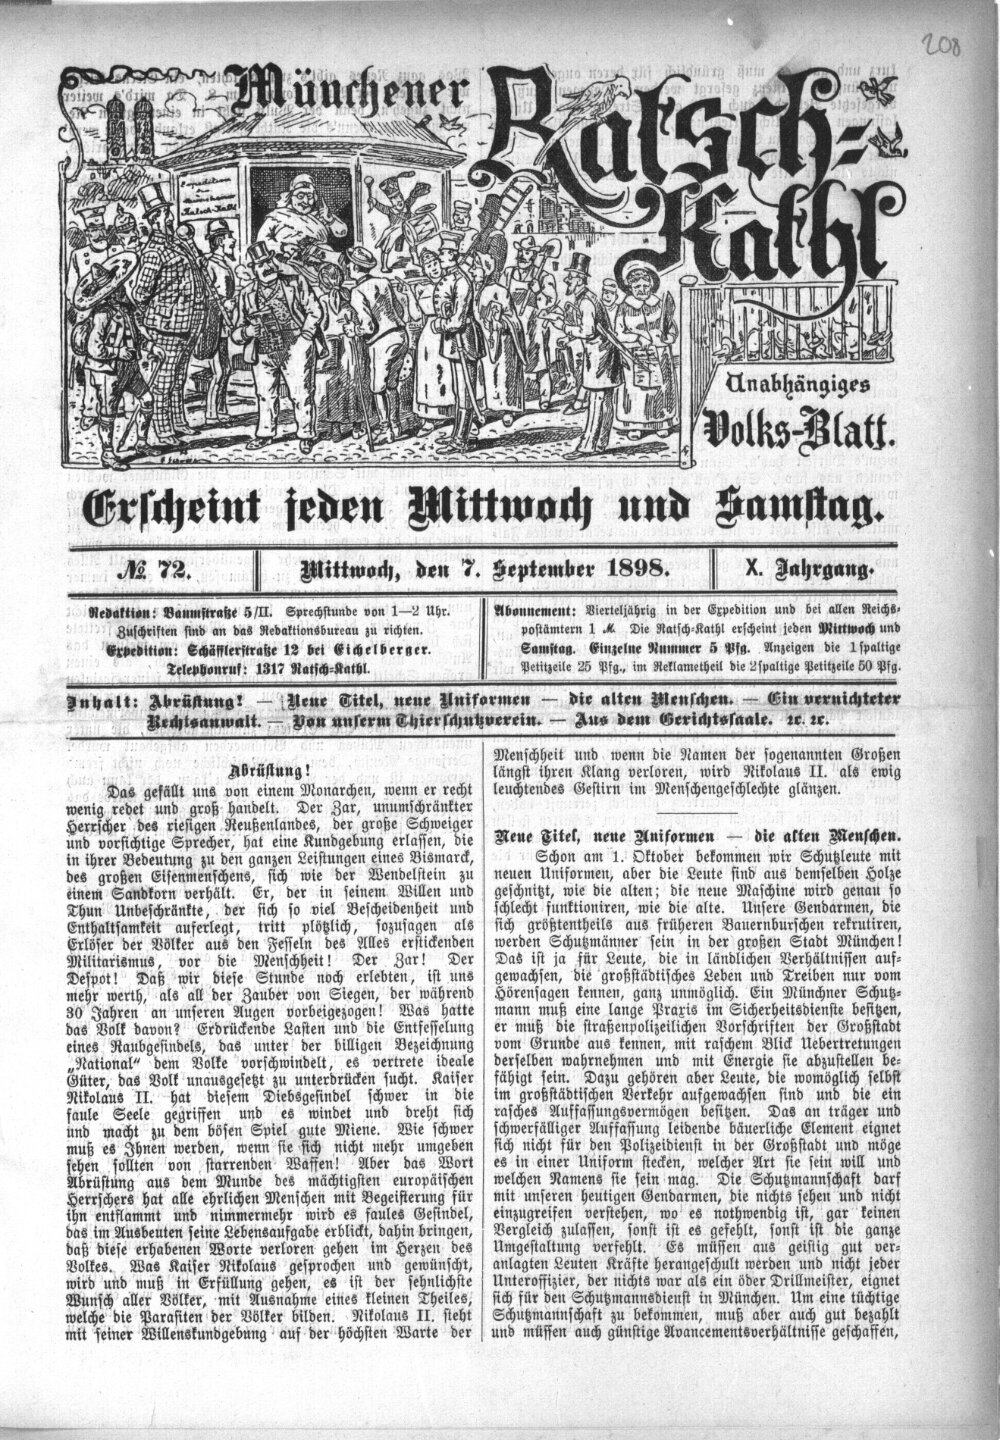 208
Münchener
Ratsch-
Kathl
Expedition
der
Münchener
Ratsch-Kathl
Unabhängiges
Volks-Blatt.
Erscheint jeden Mittwoch und Samstag.
№ 72.
Mittwoch, den 7. September 1898.
X. Jahrgang.
Redaktion: Baumstraße 5/II. Sprechstunde von 1—2 Uhr.
Zuschriften sind an das Redaktionsbureau zu richten.
Expedition: Schäfflerstraße 12 bei Eichelberger.
Telephonruf: 1317 Ratsch-Kathl.
Abonnement: Vierteljährig in der Expedition und bei allen Reichs-
postämtern 1 M. Die Ratsch-Kathl erscheint jeden Mittwoch und
Samstag. Einzelne Nummer 5 Pfg. Anzeigen die 1spaltige
Petitzeile 25 Pfg., im Reklametheil die 2spaltige Petitzeile 50 Pfg.
Inhalt: Abrüstung! — Neue Titel, neue Uniformen — die alten Menschen. — Ein vernichteter
Rechtsanwalt. — Von unserm Thierschutzverein. — Aus dem Gerichtssaale. ꝛc. ꝛc.
Abrüstung!
Das gefällt uns von einem Monarchen, wenn er recht
wenig redet und groß handelt. Der Zar, unumschränkter
Herrscher des riesigen Reußenlandes, der große Schweiger
und vorsichtige Sprecher, hat eine Kundgebung erlassen, die
in ihrer Bedeutung zu den ganzen Leistungen eines Bismarck,
des großen Eisenmenschens, sich wie der Wendelstein zu
einem Sandkorn verhält. Er, der in seinem Willen und
Thun Unbeschränkte, der sich so viel Bescheidenheit und
Enthaltsamkeit auferlegt, tritt plötzlich, sozusagen als
Erlöser der Völker aus den Fesseln des Alles erstickenden
Militarismus, vor die Menschheit! Der Zar! Der
Despot! Daß wir diese Stunde noch erlebten, ist uns
mehr werth, als all der Zauber von Siegen, der während
30 Jahren an unseren Augen vorbeigezogen! Was hatte
das Volk davon? Erdrückende Lasten und die Entfesselung
eines Raubgesindels, das unter der billigen Bezeichnung
„National" dem Volke vorschwindelt, es vertrete ideale
Güter, das Volk unausgesetzt zu unterdrücken sucht. Kaiser
Nikolaus II. hat diesem Diebsgesindel schwer in die
faule Seele gegriffen und es windet und dreht sich
und macht zu dem bösen Spiel gute Miene. Wie schwer
muß es Ihnen werden, wenn sie sich nicht mehr umgeben
sehen sollten von starrenden Waffen! Aber das Wort
Abrüstung aus dem Munde des mächtigsten europäischen
Herrschers hat alle ehrlichen Menschen mit Begeisterung für
ihn entflammt und nimmermehr wird es faules Gesindel,
das im Ausbeuten seine Lebensaufgabe erblickt, dahin bringen,
daß diese erhabenen Worte verloren gehen im Herzen des
Volkes. Was Kaiser Nikolaus gesprochen und gewünscht,
wird und muß in Erfüllung gehen, es ist der sehnlichste
Wunsch aller Völker, mit Ausnahme eines kleinen Theiles,
welche die Parasiten der Völker bilden. Nikolaus II. steht
mit seiner Willenskundgebung auf der höchsten Warte der
Menschheit und wenn die Namen der sogenannten Großen
längst ihren Klang verloren, wird Nikolaus II. als ewig
leuchtendes Gestirn im Menschengeschlechte glänzen.
Neue Titel, neue Uniformen — die alten Menschen.
Schon am 1. Oktober bekommen wir Schutzleute mit
neuen Uniformen, aber die Leute sind aus demselben Holze
geschnitzt, wie die alten; die neue Maschine wird genau so
schlecht funktioniren, wie die alte. Unsere Gendarmen, die
sich größtentheils aus früheren Bauernburschen rekrutiren,
werden Schutzmänner sein in der großen Stadt München!
Das ist ja für Leute, die in ländlichen Verhältnissen auf-
gewachsen, die großstädtisches Leben und Treiben nur vom
Hörensagen kennen, ganz unmöglich. Ein Münchner Schutz-
mann muß eine lange Praxis im Sicherheitsdienste besitzen,
er muß die straßenpolizeilichen Vorschriften der Großstadt
vom Grunde aus kennen, mit raschem Blick Uebertretungen
derselben wahrnehmen und mit Energie sie abzustellen be-
fähigt sein. Dazu gehören aber Leute, die womöglich selbst
im großstädtischen Verkehr aufgewachsen sind und die ein
rasches Auffassungsvermögen besitzen. Das an träger und
schwerfälliger Auffassung leidende bäuerliche Element eignet
sich nicht für den Polizeidienst in der Großstadt und möge
es in einer Uniform stecken, welcher Art sie sein will und
welchen Namens sie sein mag. Die Schutzmannschaft darf
mit unseren heutigen Gendarmen, die nichts sehen und nicht
einzugreifen verstehen, wo es nothwendig ist, gar keinen
Vergleich zulassen, sonst ist es gefehlt, sonst ist die ganze
Umgestaltung verfehlt. Es müssen aus geistig gut ver-
anlagten Leuten Kräfte herangeschult werden und nicht jeder
Unteroffizier, der nichts war als ein öder Drillmeister, eignet
sich für den Schutzmannsdienst in München. Um eine tüchtige
Schutzmannschaft zu bekommen, muß aber auch gut bezahlt
und müssen auch günstige Avancementsverhältnisse geschaffen,